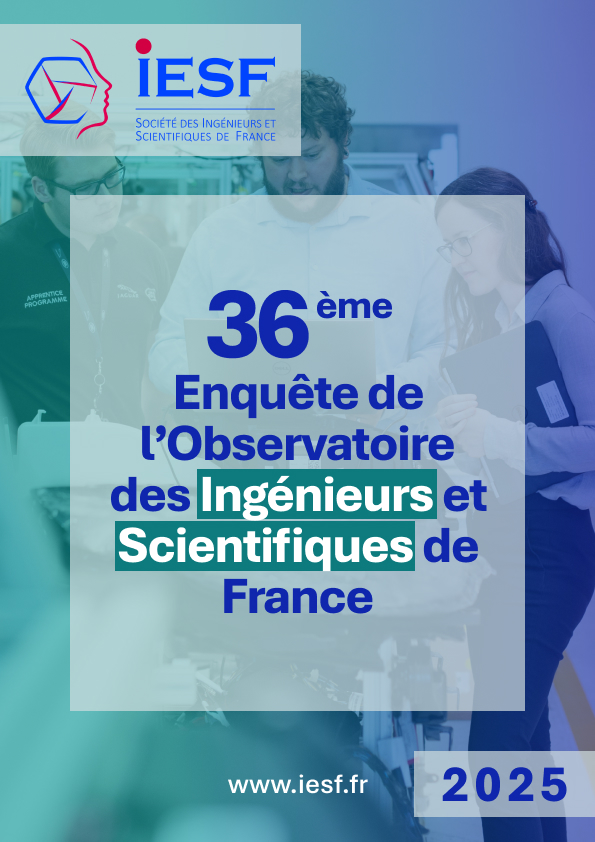 IESF
SOCIÉTÉ DES INGÉNIEURS ET
SCIENTIFIQUES DE FRANCE
APPRENTICE
PROGRAMME
36ème
Enquête de
l’Observatoire
des Ingénieurs et
Scientifiques de
France
www.iesf.fr
2025